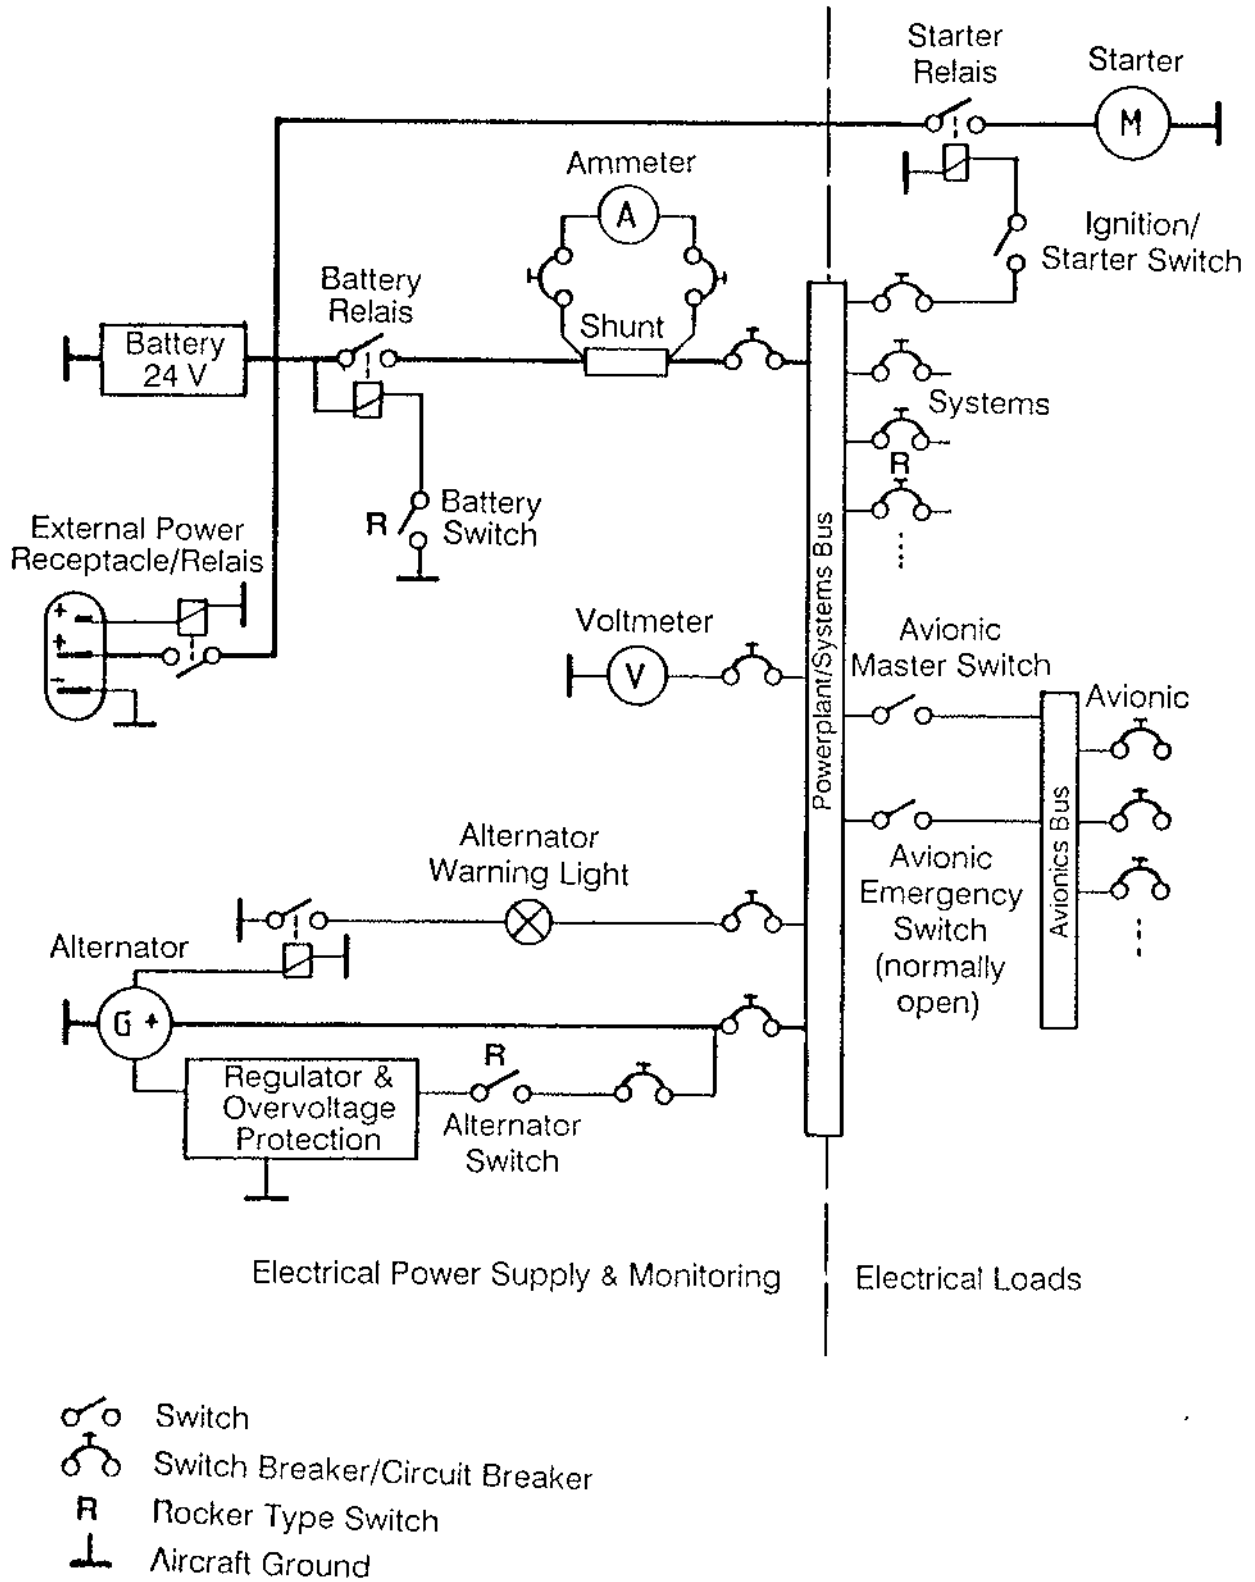 Starter
Relais
Starter
M
Ammeter
A
Ignition/
Starter Switch
Battery
Relais
Shunt
Battery
24 V
Systems
R
Battery
Switch
R
External Power
Receptacle/Relais
+
+
-
Powerplant/Systems Bus
Voltmeter
V
Avionic
Master Switch
Avionic
Avionics Bus
Alternator
Warning Light
Avionic
Emergency
Switch
(normally
open)
Alternator
G +
R
Regulator &
Overvoltage
Protection
Alternator
Switch
Electrical Power Supply & Monitoring
Electrical Loads
Switch
Switch Breaker/Circuit Breaker
R Rocker Type Switch
Aircraft Ground